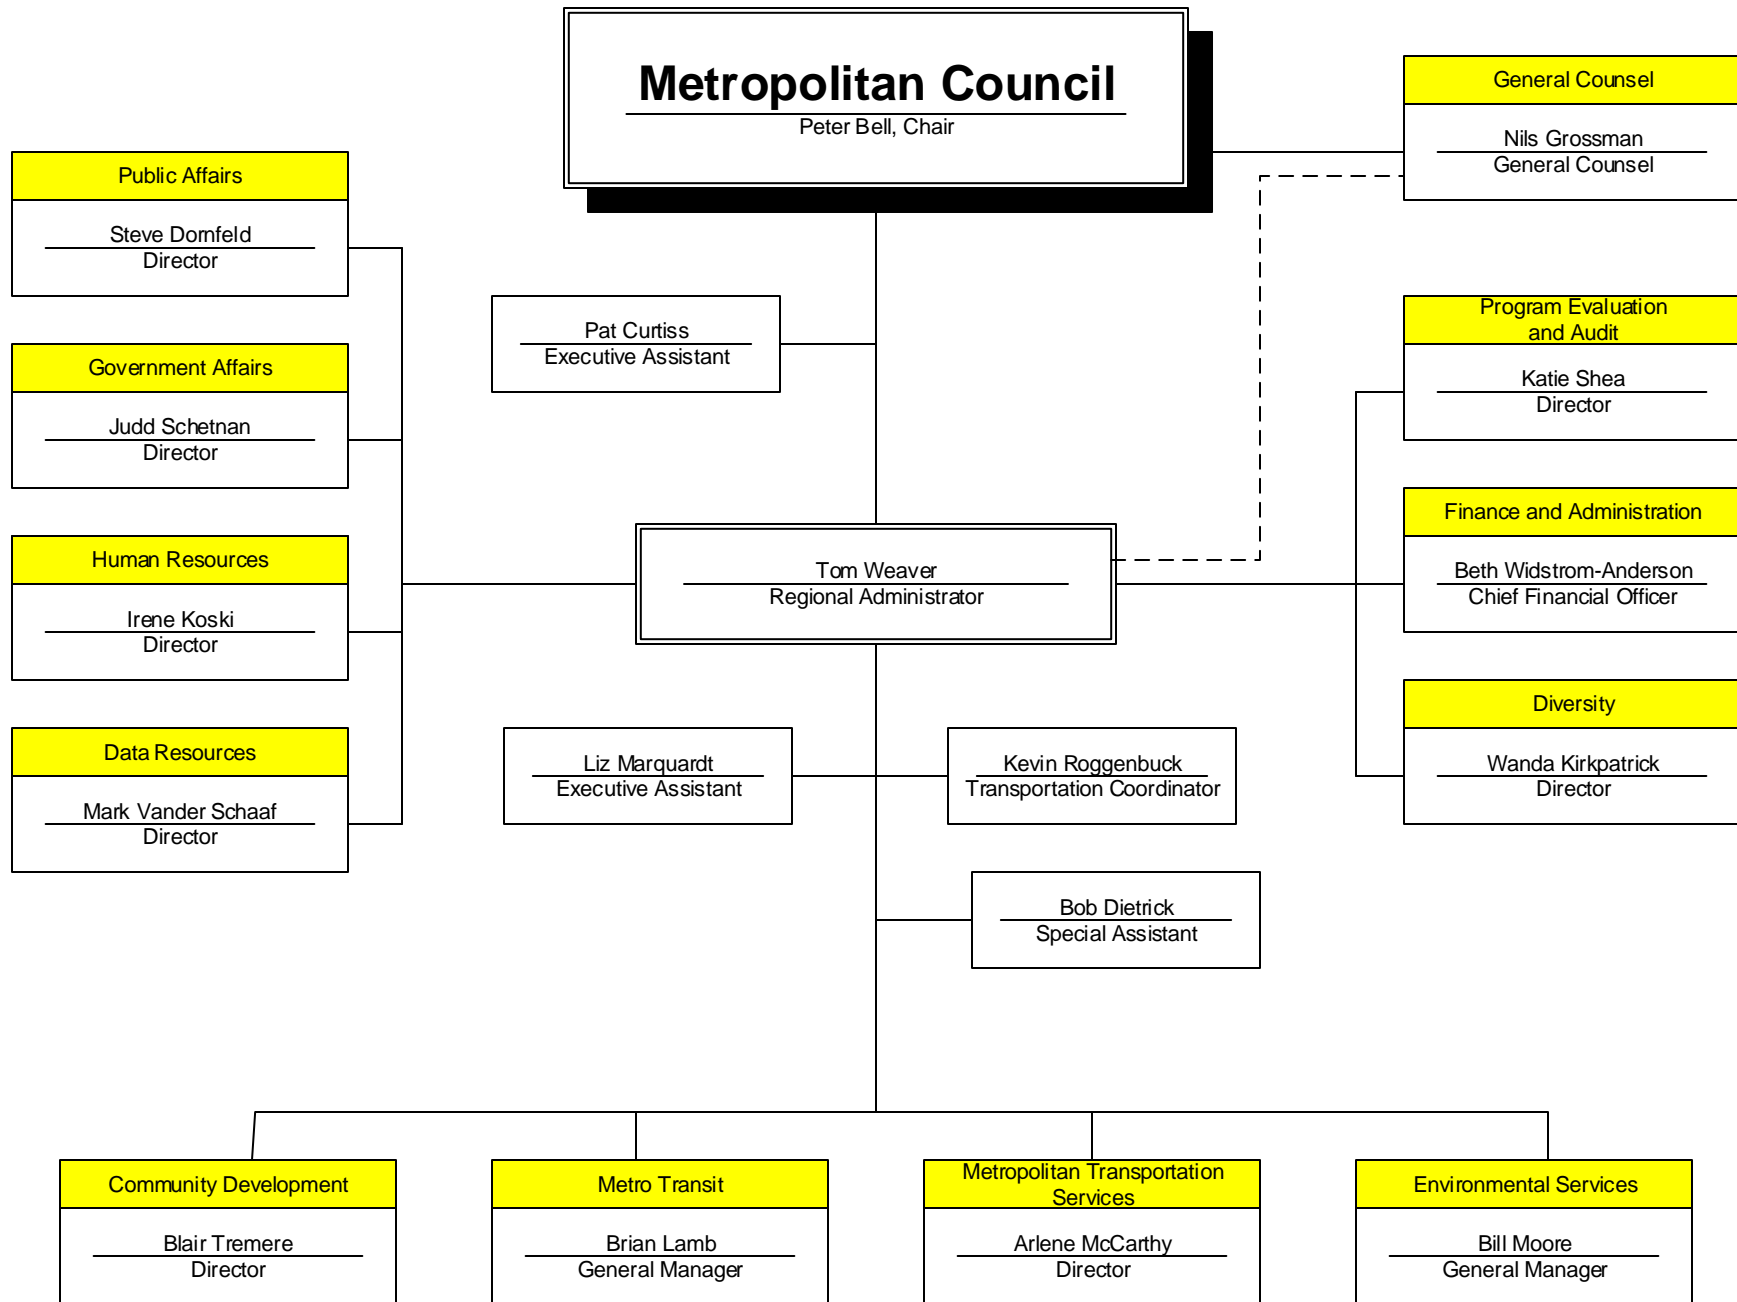 Metropolitan Council
Peter Bell, Chair
General Counsel
Nils Grossman
General Counsel
Public Affairs
Steve Dornfeld
Director
Pat Curtiss
Executive Assistant
Program Evaluation
and Audit
Katie Shea
Director
Government Affairs
Judd Schetnan
Director
Finance and Administration
Beth Widstrom-Anderson
Chief Financial Officer
Human Resources
Irene Koski
Director
Tom Weaver
Regional Administrator
Diversity
Wanda Kirkpatrick
Director
Data Resources
Mark Vander Schaaf
Director
Liz Marquardt
Executive Assistant
Kevin Roggenbuck
Transportation Coordinator
Bob Dietrick
Special Assistant
Community Development
Blair Tremere
Director
Metro Transit
Brian Lamb
General Manager
Metropolitan Transportation
Services
Arlene McCarthy
Director
Environmental Services
Bill Moore
General Manager